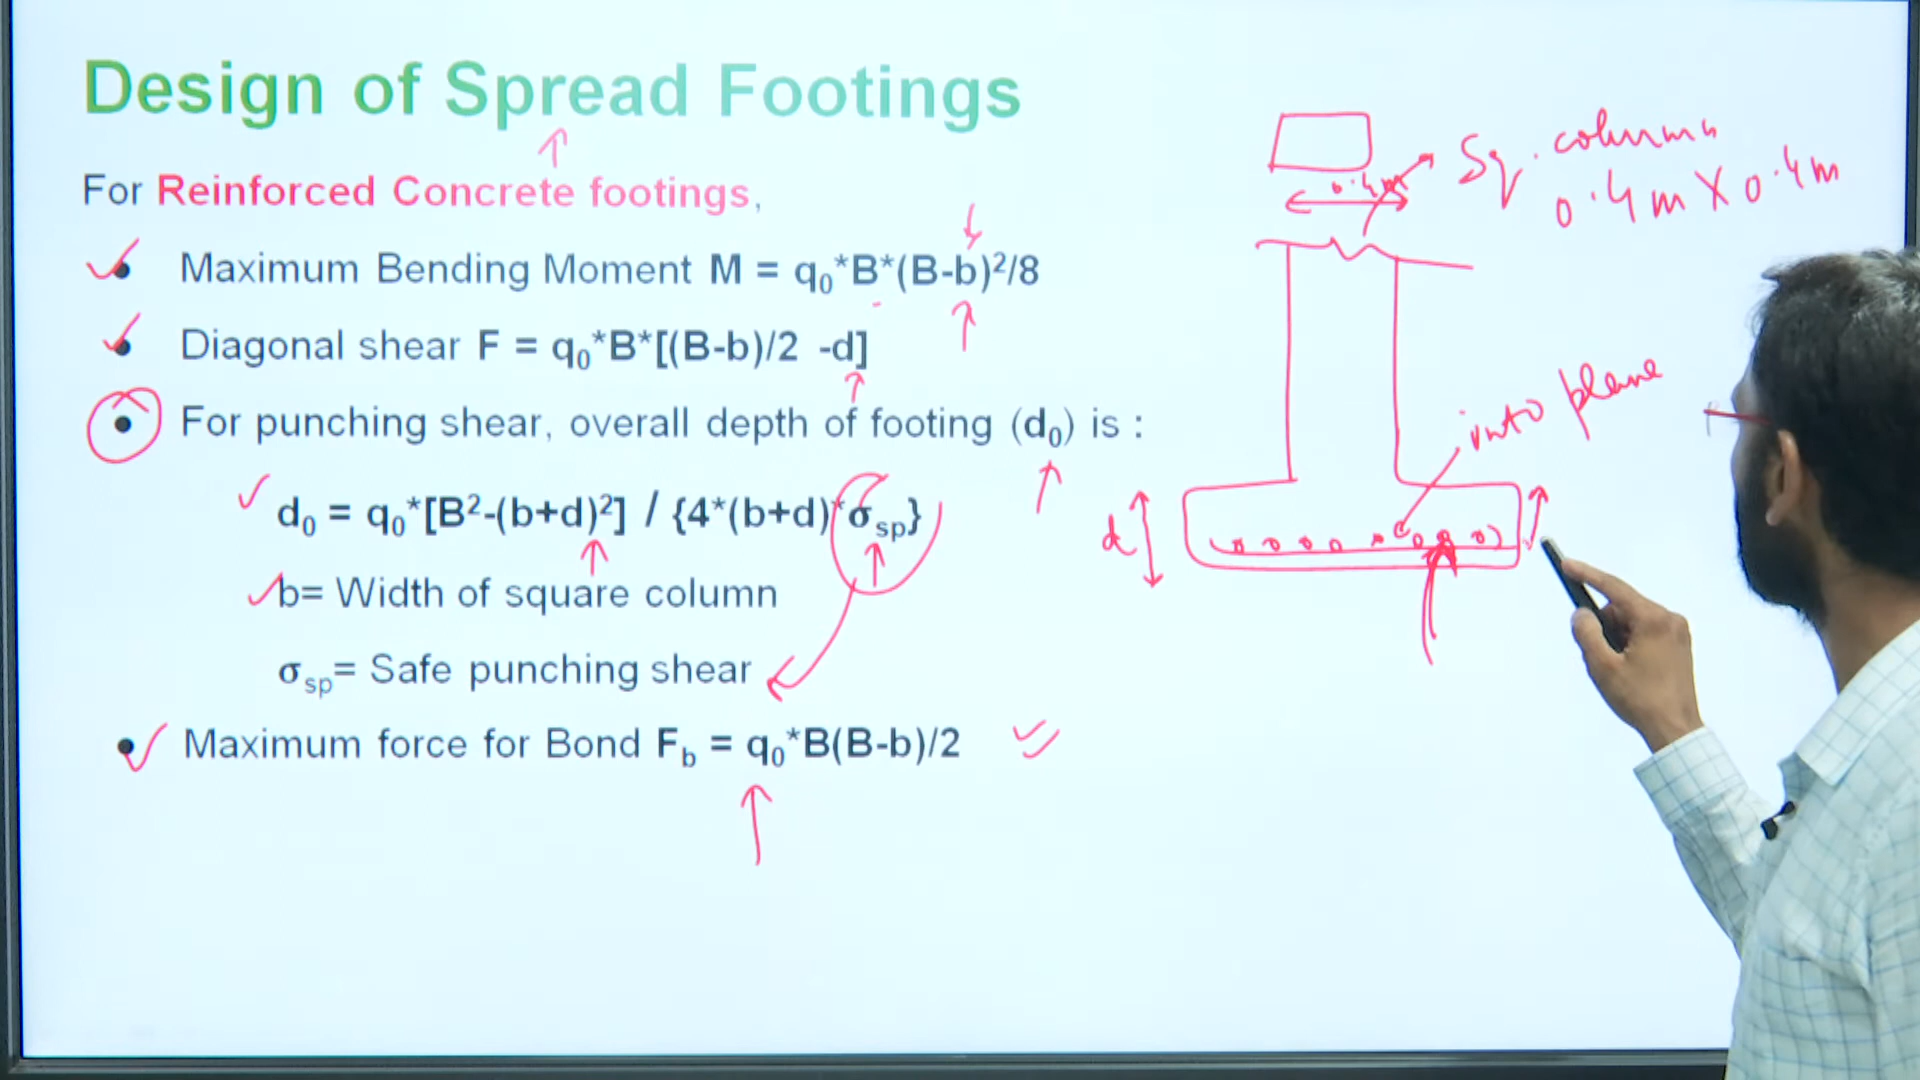 Design of Spread Footings
For Reinforced Concrete footings,
• Maximum Bending Moment M = q₀*B*(B-b)²/8
• Diagonal shear F = q₀*B*[(B-b)/2 -d]
• For punching shear, overall depth of footing (d₀) is :
d₀ = q₀*[B²-(b+d)²] / {4*(b+d)*σsp}
b= Width of square column
σsp= Safe punching shear
• Maximum force for Bond Fb = q₀*B(B-b)/2
Sq. column
0.4m X 0.4m
0.4m
into plane
d